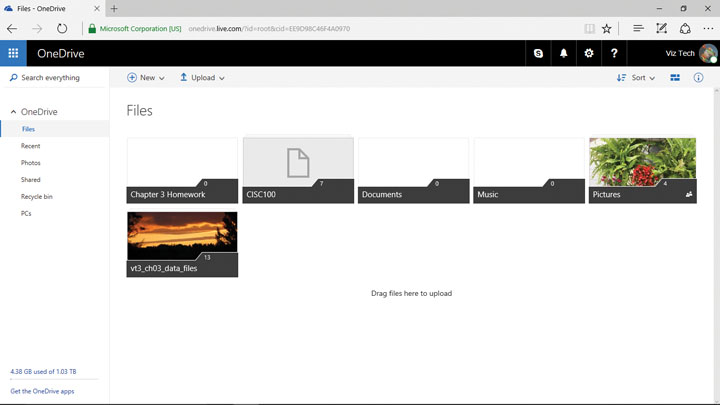 Files - OneDrive
Microsoft Corporation [US] onedrive.live.com/?id=root&cid=EE9D98C46F4A0970
OneDrive
Viz Tech
Search everything
New
Upload
Sort
OneDrive
Files
Recent
Photos
Shared
Recycle bin
PCs
Files
0
Chapter 3 Homework
7
CISC100
0
Documents
0
Music
4
Pictures
13
vt3_ch03_data_files
Drag files here to upload
4.38 GB used of 1.03 TB
Get the OneDrive apps